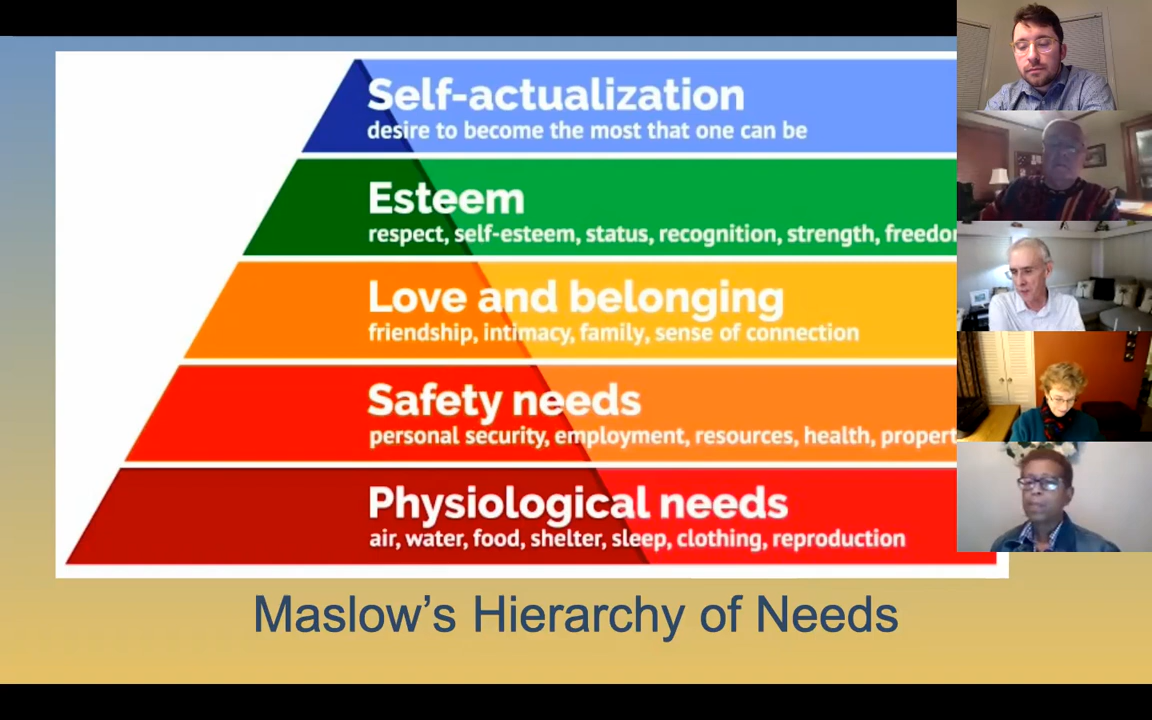 Self-actualization
desire to become the most that one can be
Esteem
respect, self-esteem, status, recognition, strength,
Love and belonging
friendship, intimacy, family, sense of connection
Safety needs
personal security, employment, resources, health,
Physiological needs
air, water, food, shelter, sleep, clothing, reproduction
Maslow's Hierarchy of Needs